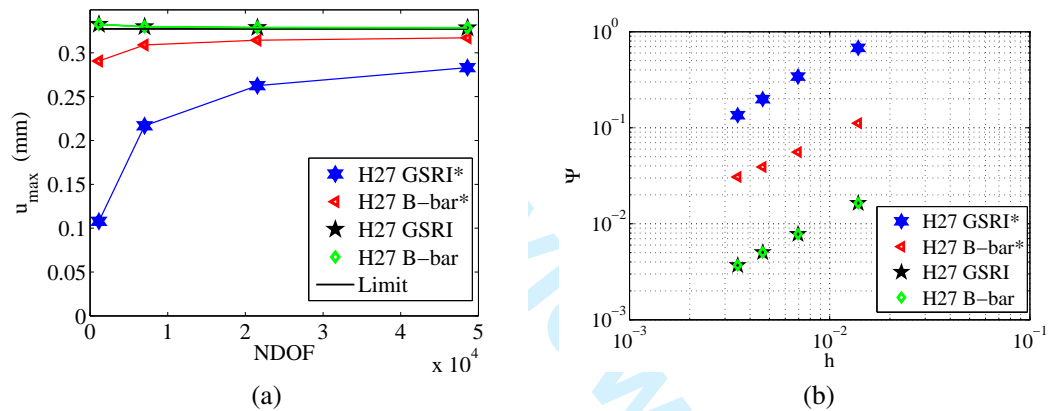 0.3
0.25
0.2
0.15
0.1
0.05
0
u_max (mm)
0 1 2 3 4 5
x 10^4
NDOF
H27 GSRI*
H27 B-bar*
H27 GSRI
H27 B-bar
Limit
(a)
10^0
10^-1
10^-2
10^-3
Ψ
10^-3 10^-2 10^-1
h
H27 GSRI*
H27 B-bar*
H27 GSRI
H27 B-bar
(b)